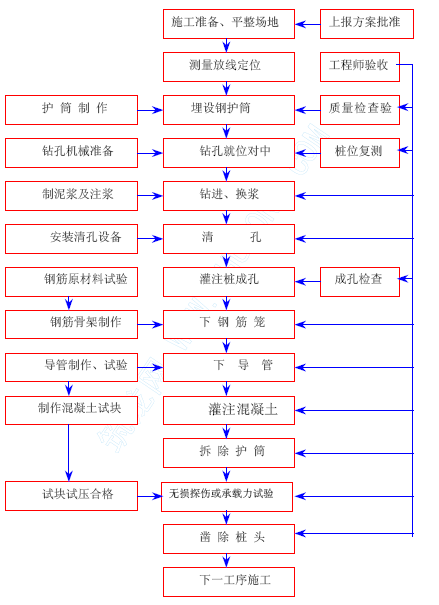 施工准备、平整场地 上报方案批准
测量放线定位 工程师验收
护 筒 制 作 埋设钢护筒 质量检查验
钻孔机械准备 钻孔就位对中 桩位复测
制泥浆及注浆 钻进、换浆
安装清孔设备 清 孔
钢筋原材料试验 灌注桩成孔 成孔检查
钢筋骨架制作 下 钢 筋 笼
导管制作、试验 下 导 管
制作混凝土试块 灌注混凝土
拆 除 护 筒
试块试压合格 无损探伤或承载力试验
凿 除 桩 头
下一工序施工